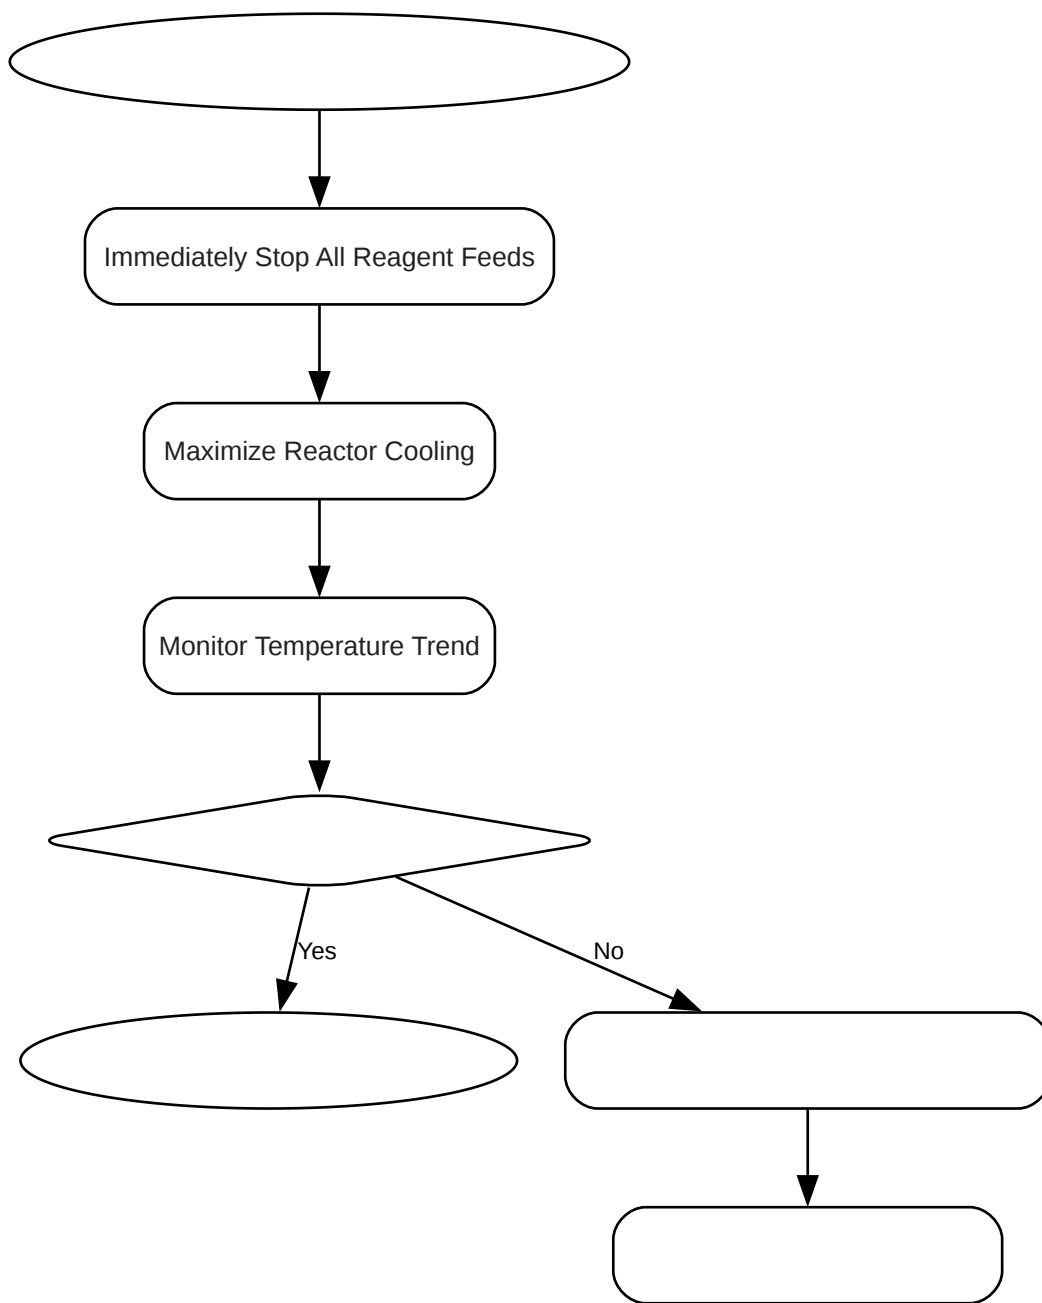 Immediately Stop All Reagent Feeds
Maximize Reactor Cooling
Monitor Temperature Trend
Yes
No